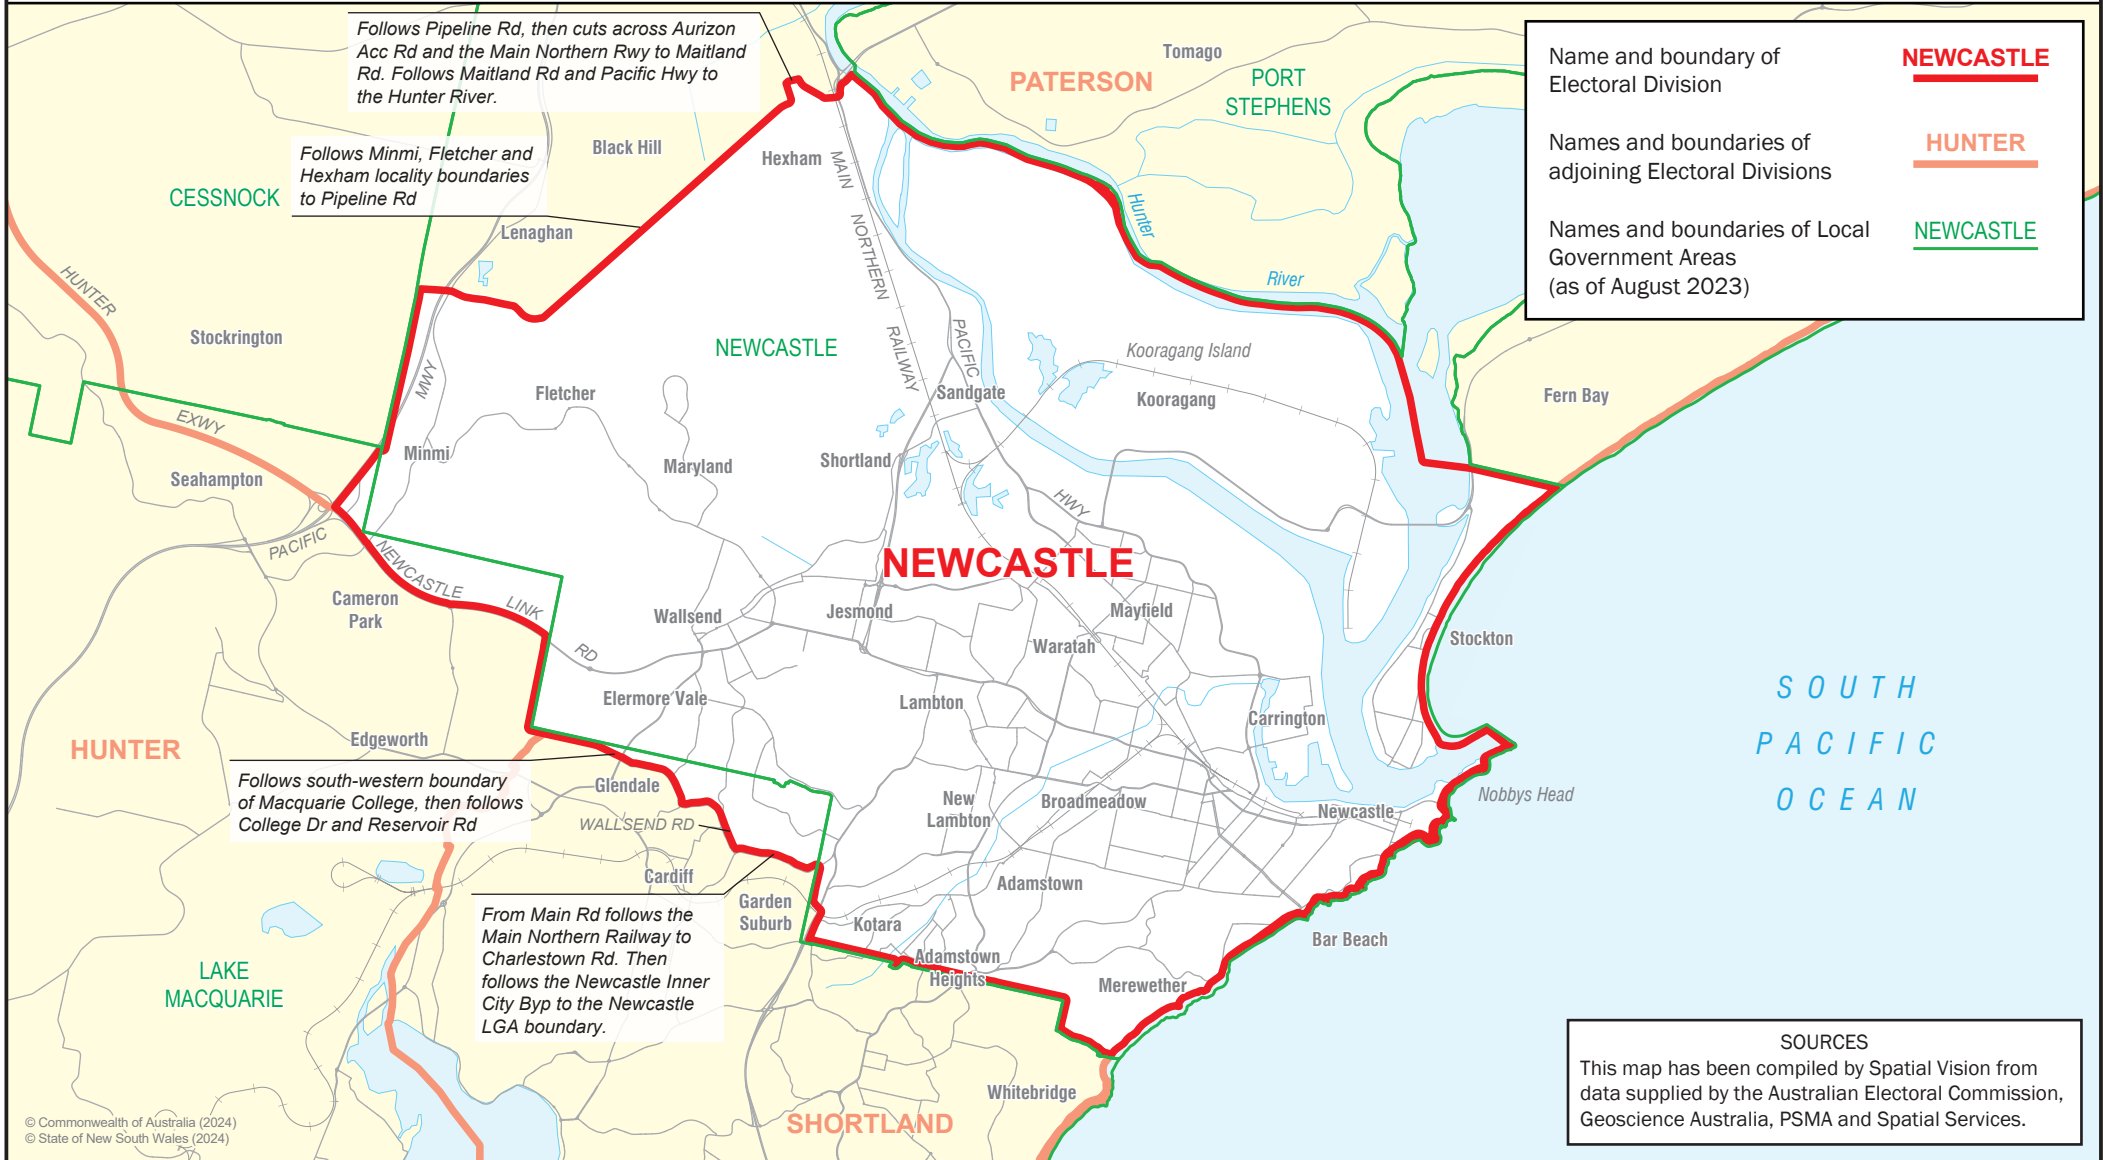 Follows Pipeline Rd, then cuts across Aurizon
Acc Rd and the Main Northern Rwy to Maitland
Rd. Follows Maitland Rd and Pacific Hwy to
the Hunter River.
Follows Minmi, Fletcher and
Hexham locality boundaries
to Pipeline Rd
Name and boundary of
Electoral Division
NEWCASTLE
Names and boundaries of
adjoining Electoral Divisions
HUNTER
Names and boundaries of Local
Government Areas
(as of August 2023)
NEWCASTLE
Tomago
PATERSON
PORT
STEPHENS
Black Hill
Hexham
MAIN
NORTHERN
RAILWAY
CESSNOCK
Lenaghan
Hunter
River
HUNTER
EXWY
Stockrington
NEWCASTLE
PACIFIC
HWY
Kooragang Island
Kooragang
Sandgate
Fern Bay
MWY
Fletcher
Minmi
Maryland
Shortland
Seahampton
PACIFIC
NEWCASTLE
LINK
RD
NEWCASTLE
Cameron
Park
Wallsend
Jesmond
Mayfield
Waratah
Stockton
Elermore Vale
Lambton
Carrington
SOUTH
PACIFIC
OCEAN
HUNTER
Edgeworth
Follows south-western boundary
of Macquarie College, then follows
College Dr and Reservoir Rd
Glendale
WALLSEND RD
New
Lambton
Broadmeadow
Newcastle
Nobbys Head
Cardiff
Adamstown
Garden
Suburb
Kotara
Bar Beach
From Main Rd follows the
Main Northern Railway to
Charlestown Rd. Then
follows the Newcastle Inner
City Byp to the Newcastle
LGA boundary.
Adamstown
Heights
Merewether
LAKE
MACQUARIE
Whitebridge
SHORTLAND
SOURCES
This map has been compiled by Spatial Vision from
data supplied by the Australian Electoral Commission,
Geoscience Australia, PSMA and Spatial Services.
© Commonwealth of Australia (2024)
© State of New South Wales (2024)